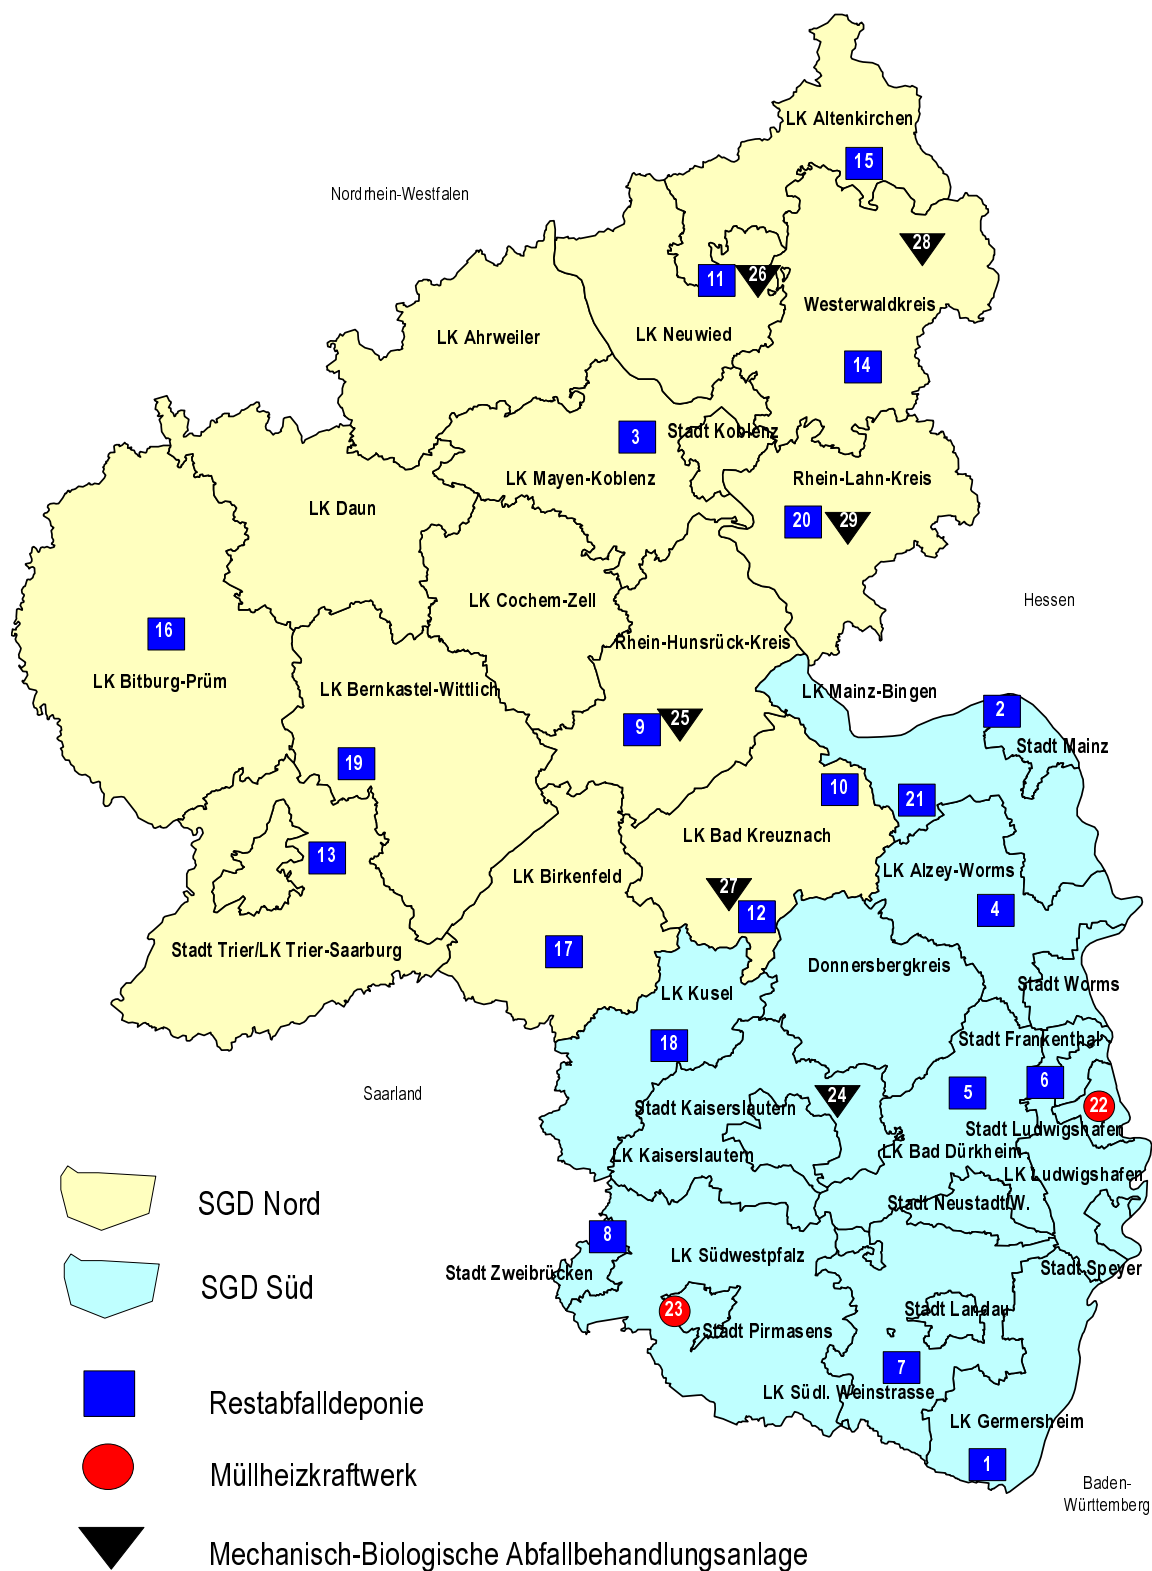 LK Altenkirchen
15
Nordrhein-Westfalen
28
11
26
Westerwaldkreis
LK Neuwied
LK Ahrweiler
14
3
Stadt Koblenz
LK Mayen-Koblenz
Rhein-Lahn-Kreis
LK Daun
20
29
LK Cochem-Zell
Hessen
16
Rhein-Hunsrück-Kreis
LK Bitburg-Prüm
LK Bernkastel-Wittlich
LK Mainz-Bingen
2
9
25
Stadt Mainz
19
10
21
LK Bad Kreuznach
13
LK Birkenfeld
LK Alzey-Worms
27
12
4
Stadt Trier/LK Trier-Saarburg
17
Donnersbergkreis
LK Kusel
Stadt Worms
18
Stadt Frankenthal
Saarland
5
6
24
22
Stadt Kaiserslautern
Stadt Ludwigshafen
LK Kaiserslautern
LK Bad Dürkheim
LK Ludwigshafen
SGD Nord
Stadt Neustadt/W.
8
LK Südwestpfalz
Stadt Zweibrücken
Stadt Speyer
SGD Süd
23
Stadt Landau
Stadt Pirmasens
7
LK Südl. Weinstrasse
Restabfalldeponie
LK Germersheim
1
Müllheizkraftwerk
Baden-
Württemberg
Mechanisch-Biologische Abfallbehandlungsanlage